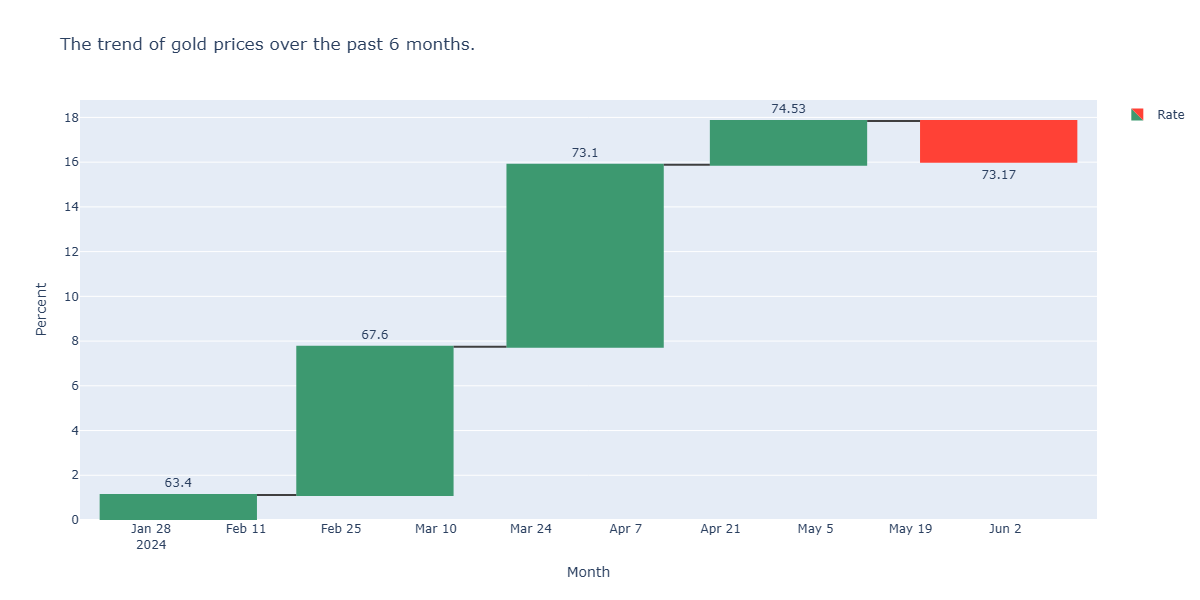 The trend of gold prices over the past 6 months.
Rate
Percent
18
16
14
12
10
8
6
4
2
0
63.4
67.6
73.1
74.53
73.17
Jan 28
2024
Feb 11
Feb 25
Mar 10
Mar 24
Apr 7
Apr 21
May 5
May 19
Jun 2
Month